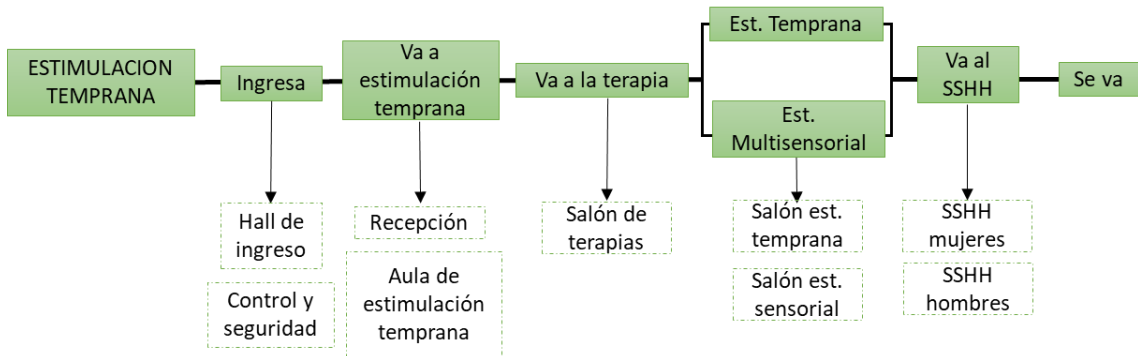 ESTIMULACION
TEMPRANA
Ingresa
Va a
estimulación
temprana
Va a la terapia
Est. Temprana
Est.
Multisensorial
Va al
SSHH
Se va
Hall de
ingreso
Control y
seguridad
Recepción
Aula de
estimulación
temprana
Salón de
terapias
Salón est.
temprana
Salón est.
sensorial
SSHH
mujeres
SSHH
hombres